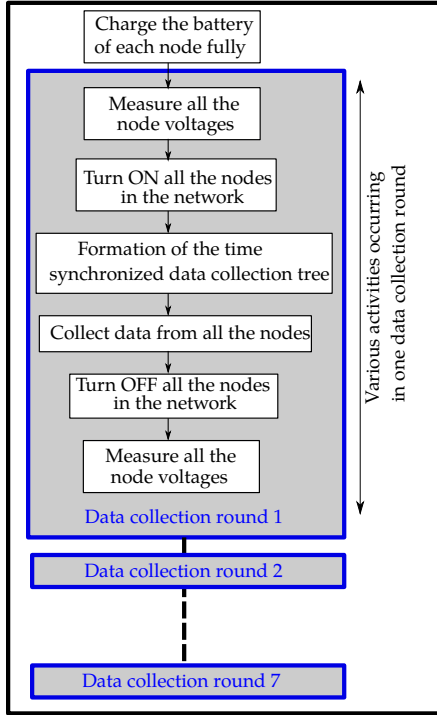 Charge the battery
of each node fully
Measure all the
node voltages
Turn ON all the nodes
in the network
Formation of the time
synchronized data collection tree
Collect data from all the nodes
Turn OFF all the nodes
in the network
Measure all the
node voltages
Data collection round 1
Various activities occurring
in one data collection round
Data collection round 2
Data collection round 7